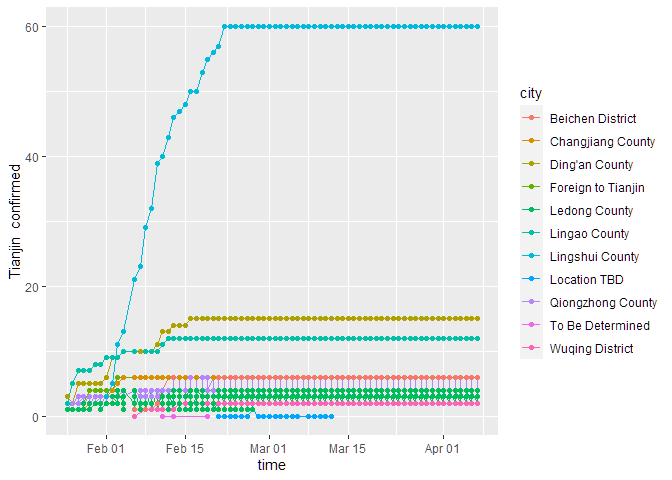 Tianjin confirmed
60
40
20
0
Feb 01
Feb 15
Mar 01
Mar 15
Apr 01
time
city
Beichen District
Changjiang County
Ding'an County
Foreign to Tianjin
Ledong County
Lingao County
Lingshui County
Location TBD
Qiongzhong County
To Be Determined
Wuqing District